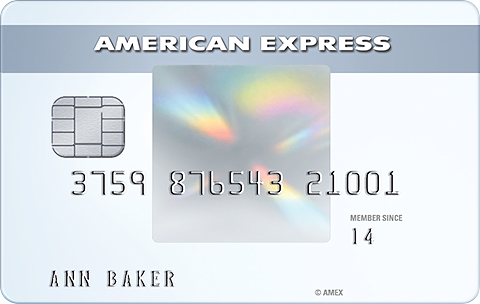 AMERICAN EXPRESS
3759 876543 21001
MEMBER SINCE
14
ANN BAKER
© AMEX